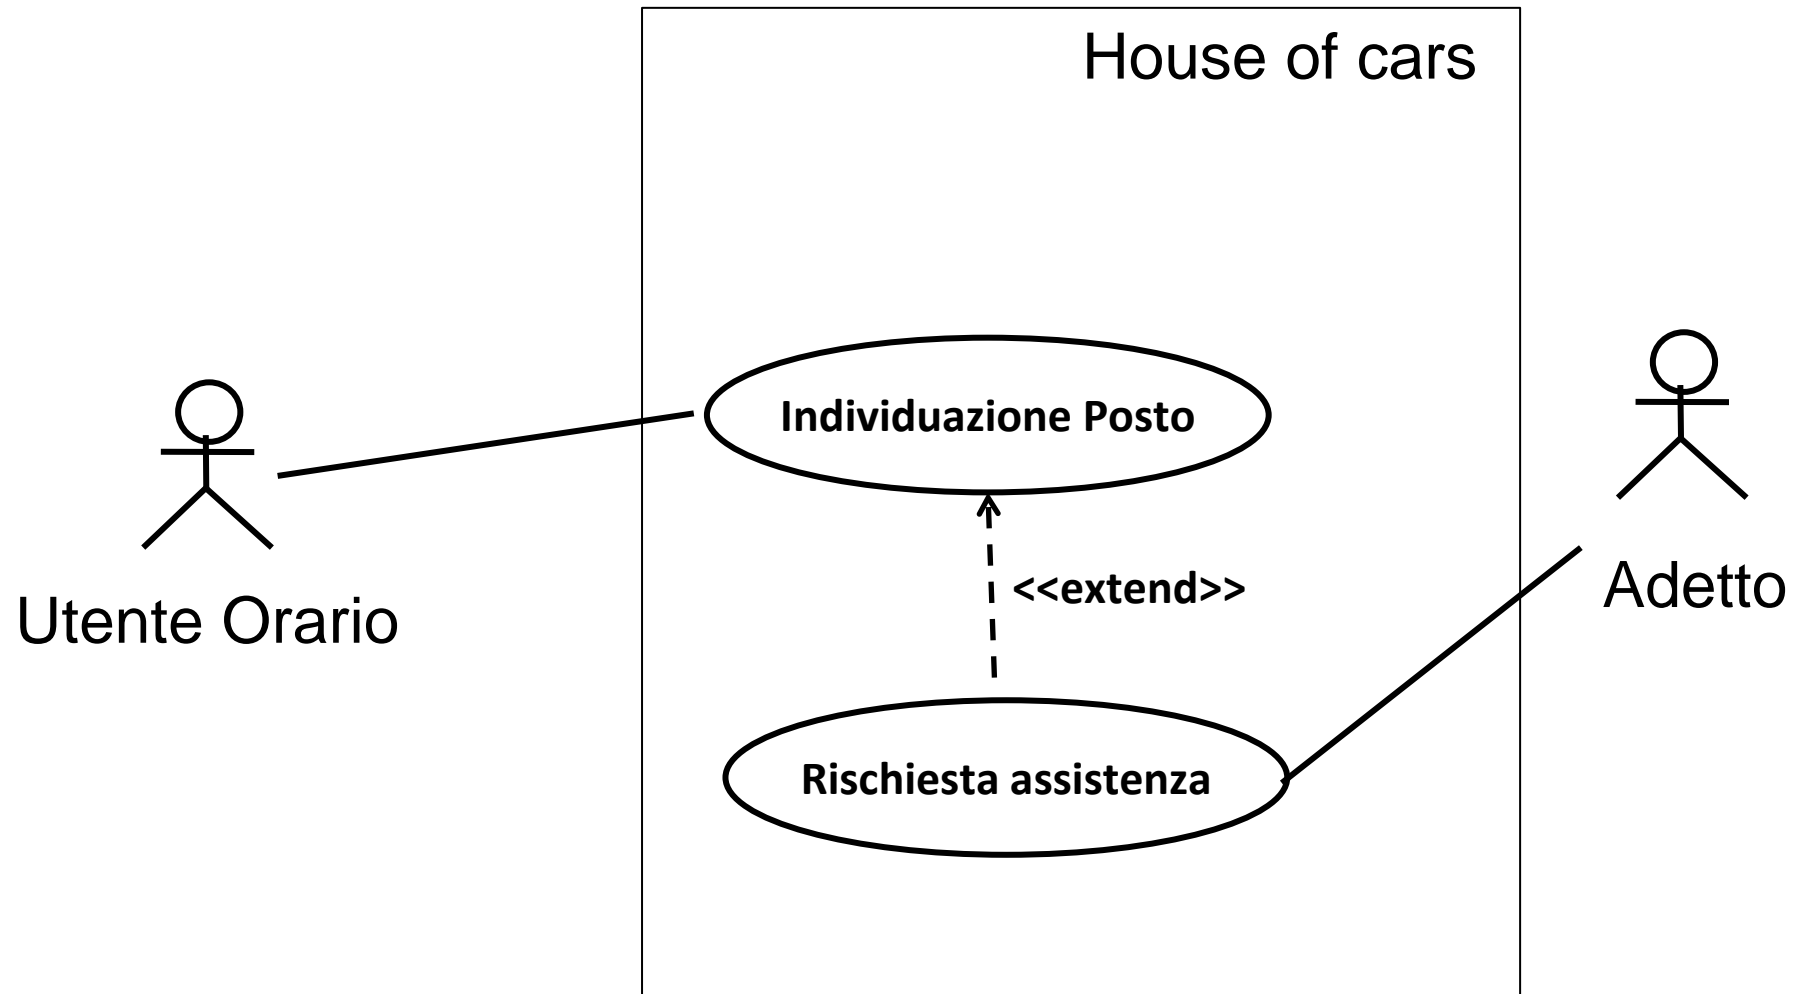 House of cars
Individuazione Posto
<<extend>>
Utente Orario
Adetto
Rischiesta assistenza